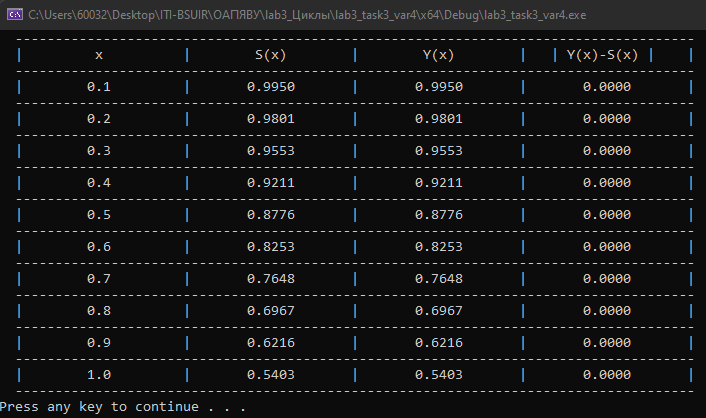 C:\Users\60032\Desktop\ITI-BSUIR\ОАПЯВУ\lab3_Циклы\lab3_task3_var4\x64\Debug\lab3_task3_var4.exe
-------------------------------------------------------------------------------------
| x | S(x) | Y(x) | | Y(x)-S(x) | |
-------------------------------------------------------------------------------------
| 0.1 | 0.9950 | 0.9950 | 0.0000 |
-------------------------------------------------------------------------------------
| 0.2 | 0.9801 | 0.9801 | 0.0000 |
-------------------------------------------------------------------------------------
| 0.3 | 0.9553 | 0.9553 | 0.0000 |
-------------------------------------------------------------------------------------
| 0.4 | 0.9211 | 0.9211 | 0.0000 |
-------------------------------------------------------------------------------------
| 0.5 | 0.8776 | 0.8776 | 0.0000 |
-------------------------------------------------------------------------------------
| 0.6 | 0.8253 | 0.8253 | 0.0000 |
-------------------------------------------------------------------------------------
| 0.7 | 0.7648 | 0.7648 | 0.0000 |
-------------------------------------------------------------------------------------
| 0.8 | 0.6967 | 0.6967 | 0.0000 |
-------------------------------------------------------------------------------------
| 0.9 | 0.6216 | 0.6216 | 0.0000 |
-------------------------------------------------------------------------------------
| 1.0 | 0.5403 | 0.5403 | 0.0000 |
-------------------------------------------------------------------------------------
Press any key to continue . . .